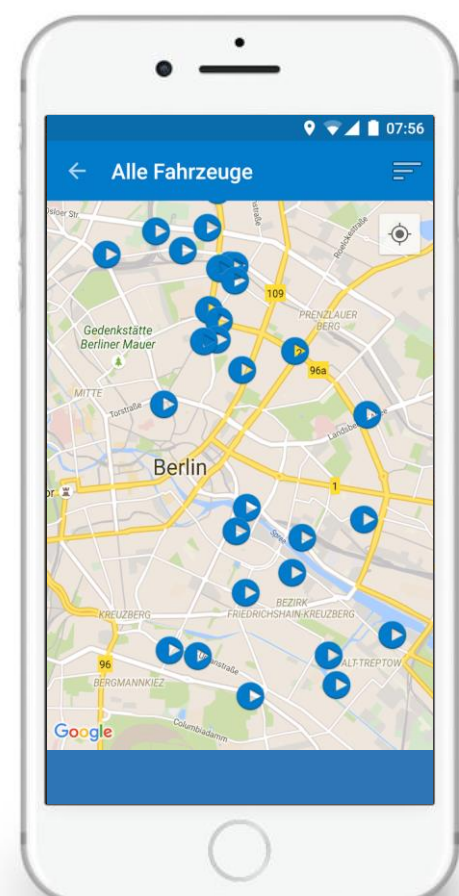 07:56
Alle Fahrzeuge
109
PRENZLAUER
BERG
Gedenkstätte
Berliner Mauer
96a
MITTE
Torstraße
Berlin
1
Spree
BEZIRK
FRIEDRICHSHAIN-KREUZBERG
KREUZBERG
ALT-TREPTOW
96
BERGMANNKIEZ
Columbiadamm
Google